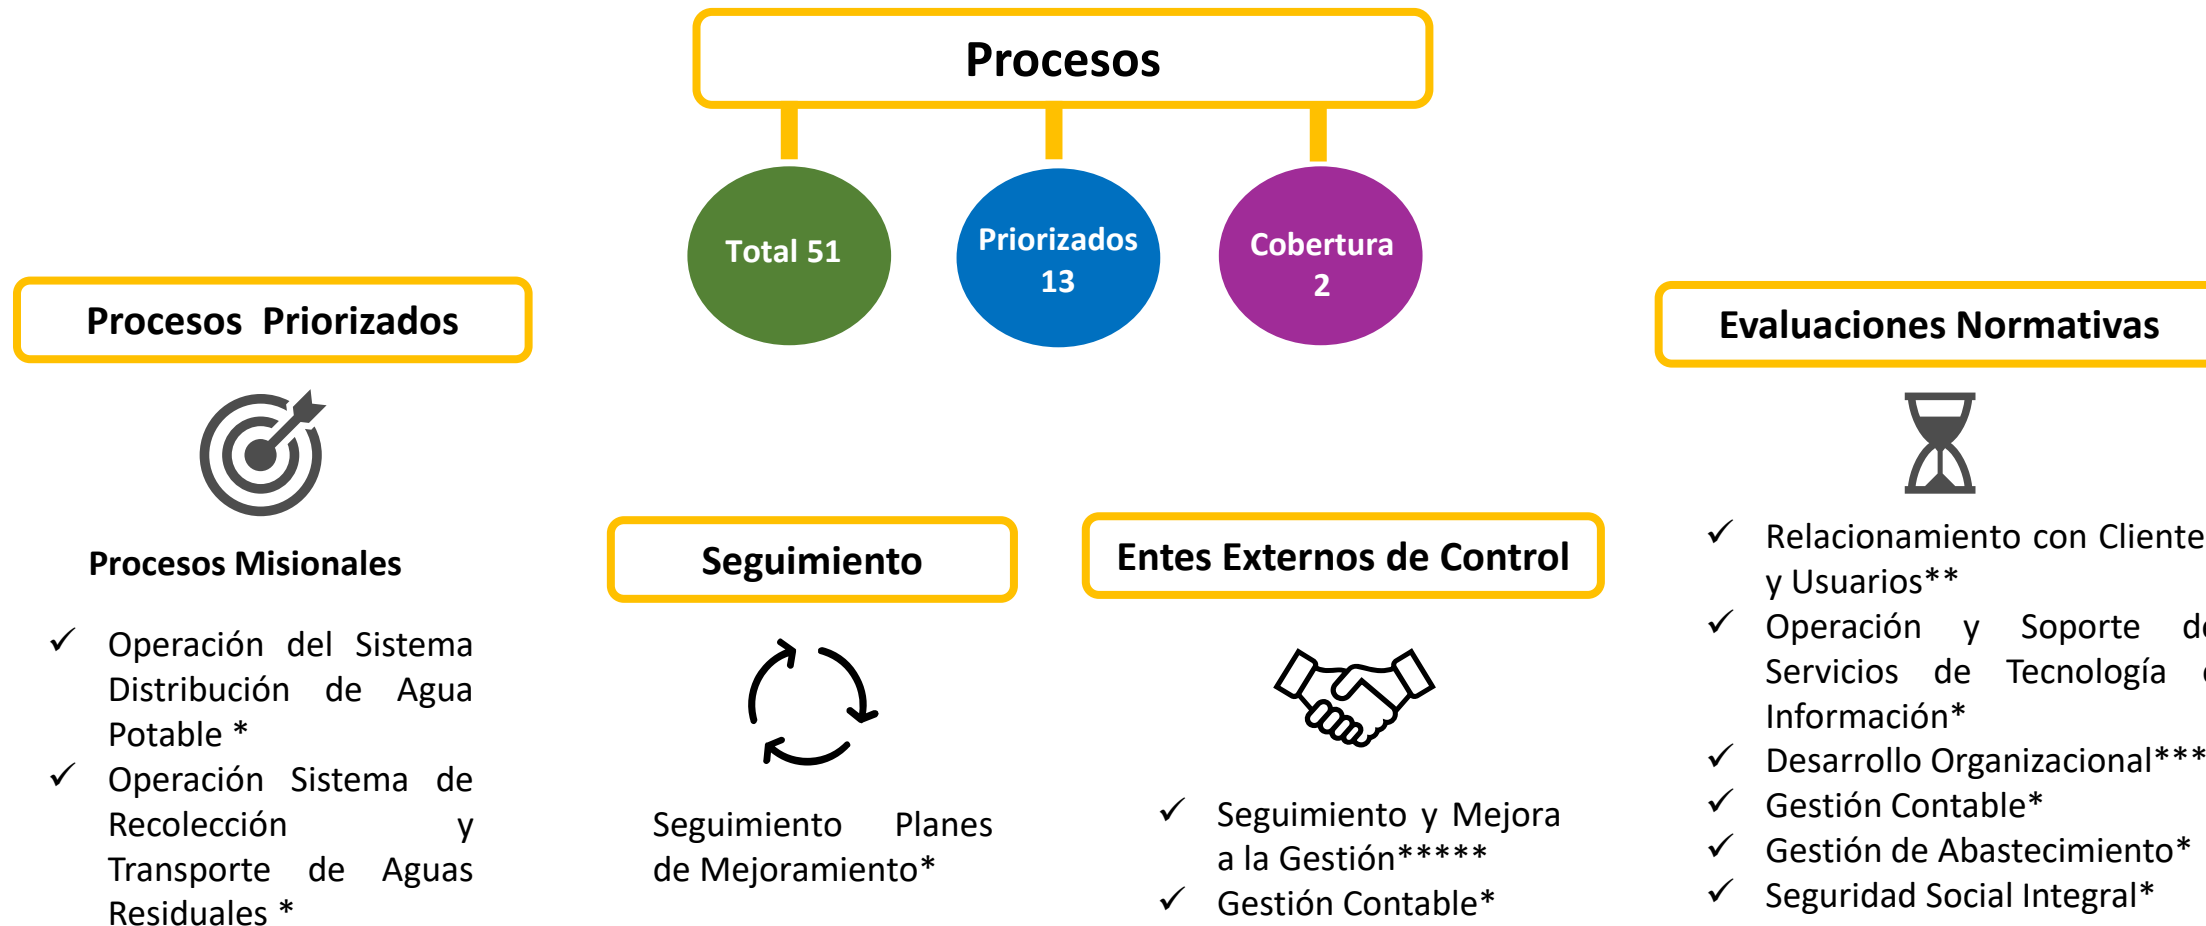 Procesos
Total 51
Priorizados
13
Cobertura
2
Procesos Priorizados
Procesos Misionales
✓ Operación del Sistema
Distribución de Agua
Potable *
✓ Operación Sistema de
Recolección y
Transporte de Aguas
Residuales *
Seguimiento
Seguimiento Planes
de Mejoramiento*
Entes Externos de Control
✓ Seguimiento y Mejora
a la Gestión*****
✓ Gestión Contable*
Evaluaciones Normativas
✓ Relacionamiento con Cliente
y Usuarios**
✓ Operación y Soporte
Servicios de Tecnología
Información*
✓ Desarrollo Organizacional***
✓ Gestión Contable*
✓ Gestión de Abastecimiento*
✓ Seguridad Social Integral*